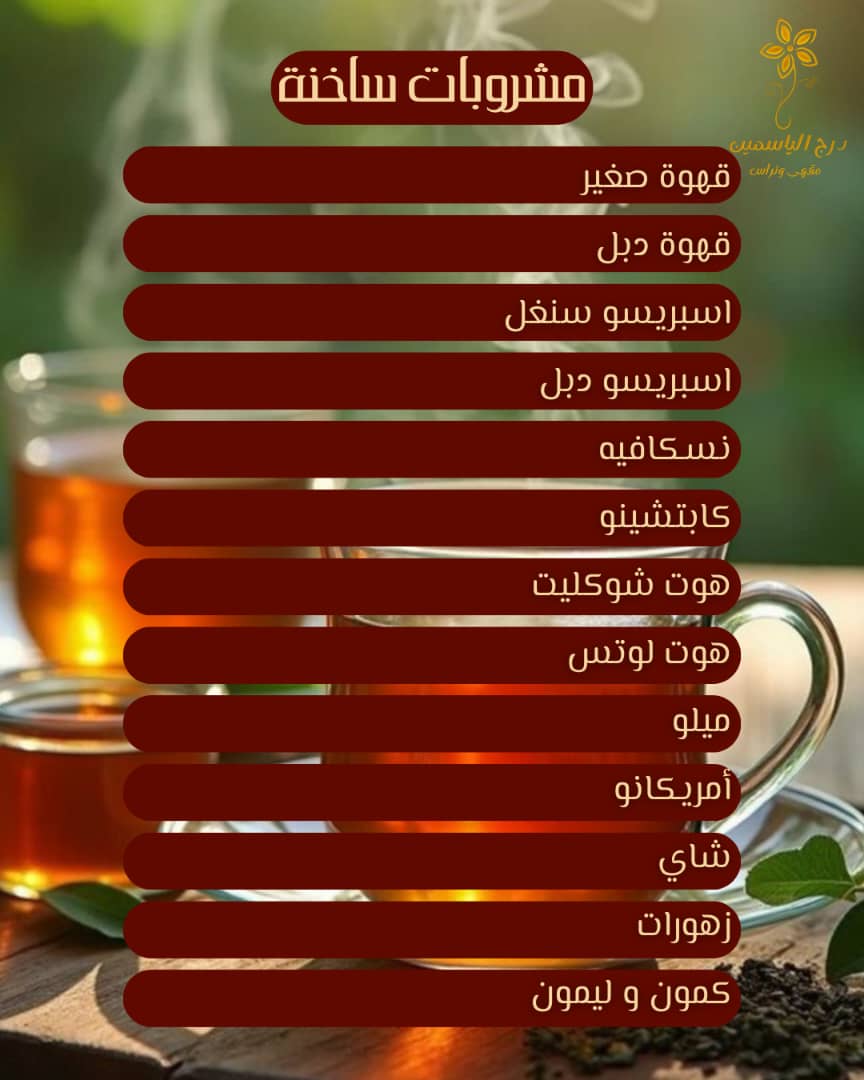 مشروبات ساخنة
درج الياسمين
مقهى وتراس
قهوة صغير
قهوة دبل
اسبريسو سنغل
اسبريسو دبل
نسكافيه
كابتشينو
هوت شوكليت
هوت لوتس
ميلو
أمريكانو
شاي
زهورات
كمون و ليمون